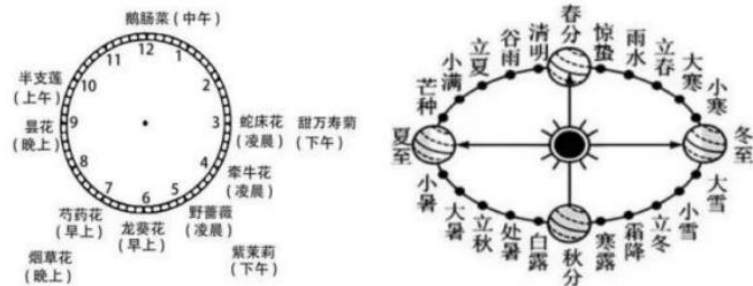 鹅肠菜(中午)
12
11
1
半支莲
(上午)
10
2
昙花
(晚上)
9
3
蛇床花
(凌晨)
甜万寿菊
(下午)
8
4
牵牛花
(凌晨)
7
6
5
芍药花
(早上)
龙葵花
(早上)
野蔷薇
(凌晨)
烟草花
(晚上)
紫茉莉
(下午)
春分
清明
谷雨
立夏
小满
芒种
夏至
小暑
大暑
立秋
处暑
白露
秋分
寒露
霜降
立冬
小雪
大雪
冬至
小寒
大寒
立春
雨水
惊蛰